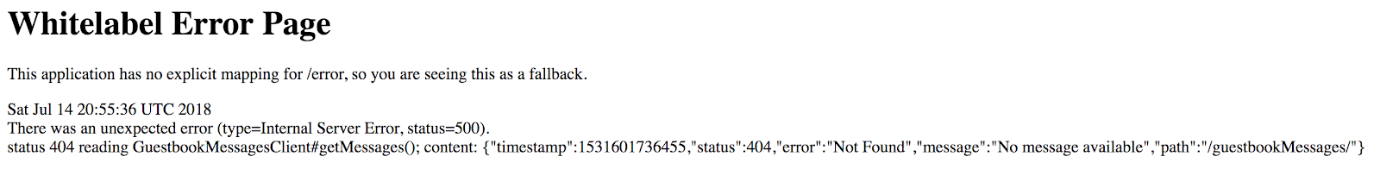 Whitelabel Error Page
This application has no explicit mapping for /error, so you are seeing this as a fallback.
Sat Jul 14 20:55:36 UTC 2018
There was an unexpected error (type=Internal Server Error, status=500).
status 404 reading GuestbookMessagesClient#getMessages(); content: {"timestamp":1531601736455,"status":404,"error":"Not Found","message":"No message available","path":"/guestbookMessages/"}